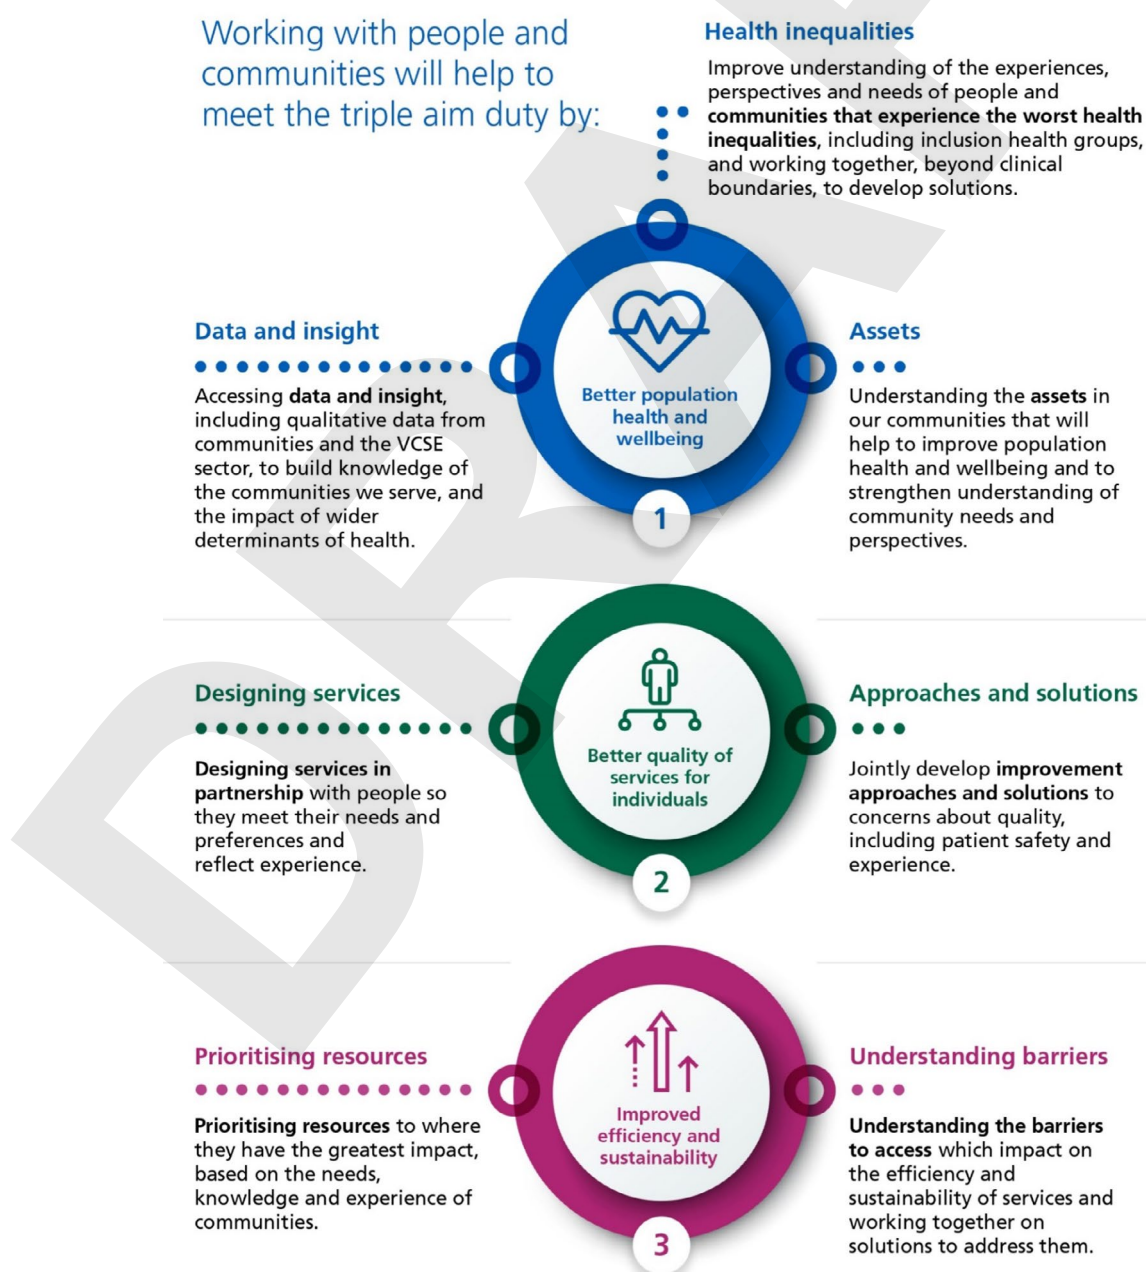 Working with people and
communities will help to
meet the triple aim duty by:
Health inequalities
Improve understanding of the experiences,
perspectives and needs of people and
communities that experience the worst health
inequalities, including inclusion health groups,
and working together, beyond clinical
boundaries, to develop solutions.
Data and insight
Accessing data and insight,
including qualitative data from
communities and the VCSE
sector, to build knowledge of
the communities we serve, and
the impact of wider
determinants of health.
Better population
health and
wellbeing
1
Assets
Understanding the assets in
our communities that will
help to improve population
health and wellbeing and to
strengthen understanding of
community needs and
perspectives.
Designing services
Designing services in
partnership with people so
they meet their needs and
preferences and
reflect experience.
Better quality of
services for
individuals
2
Approaches and solutions
Jointly develop improvement
approaches and solutions to
concerns about quality,
including patient safety and
experience.
Prioritising resources
Prioritising resources to where
they have the greatest impact,
based on the needs,
knowledge and experience of
communities.
Improved
efficiency and
sustainability
3
Understanding barriers
Understanding the barriers
to access which impact on
the efficiency and
sustainability of services and
working together on
solutions to address them.
DRA